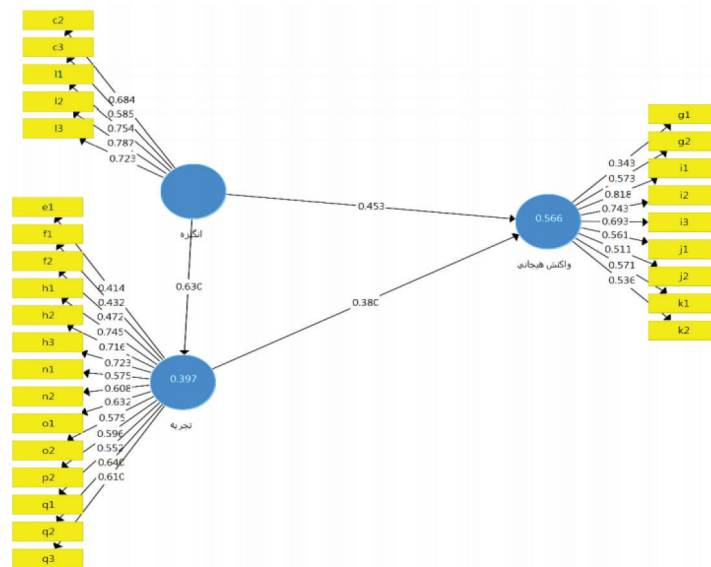 c2
c3
l1
l2
l3
0.684
0.585
0.754
0.787
0.723
انگیزه
0.453
0.630
0.380
e1
f1
f2
h1
h2
h3
n1
n2
o1
o2
p2
q1
q2
q3
0.414
0.432
0.472
0.745
0.716
0.723
0.575
0.608
0.632
0.575
0.596
0.552
0.640
0.610
0.397
تجربه
0.566
واکنش هیجانی
0.343
0.573
0.818
0.743
0.693
0.561
0.511
0.571
0.536
g1
g2
i1
i2
i3
j1
j2
k1
k2